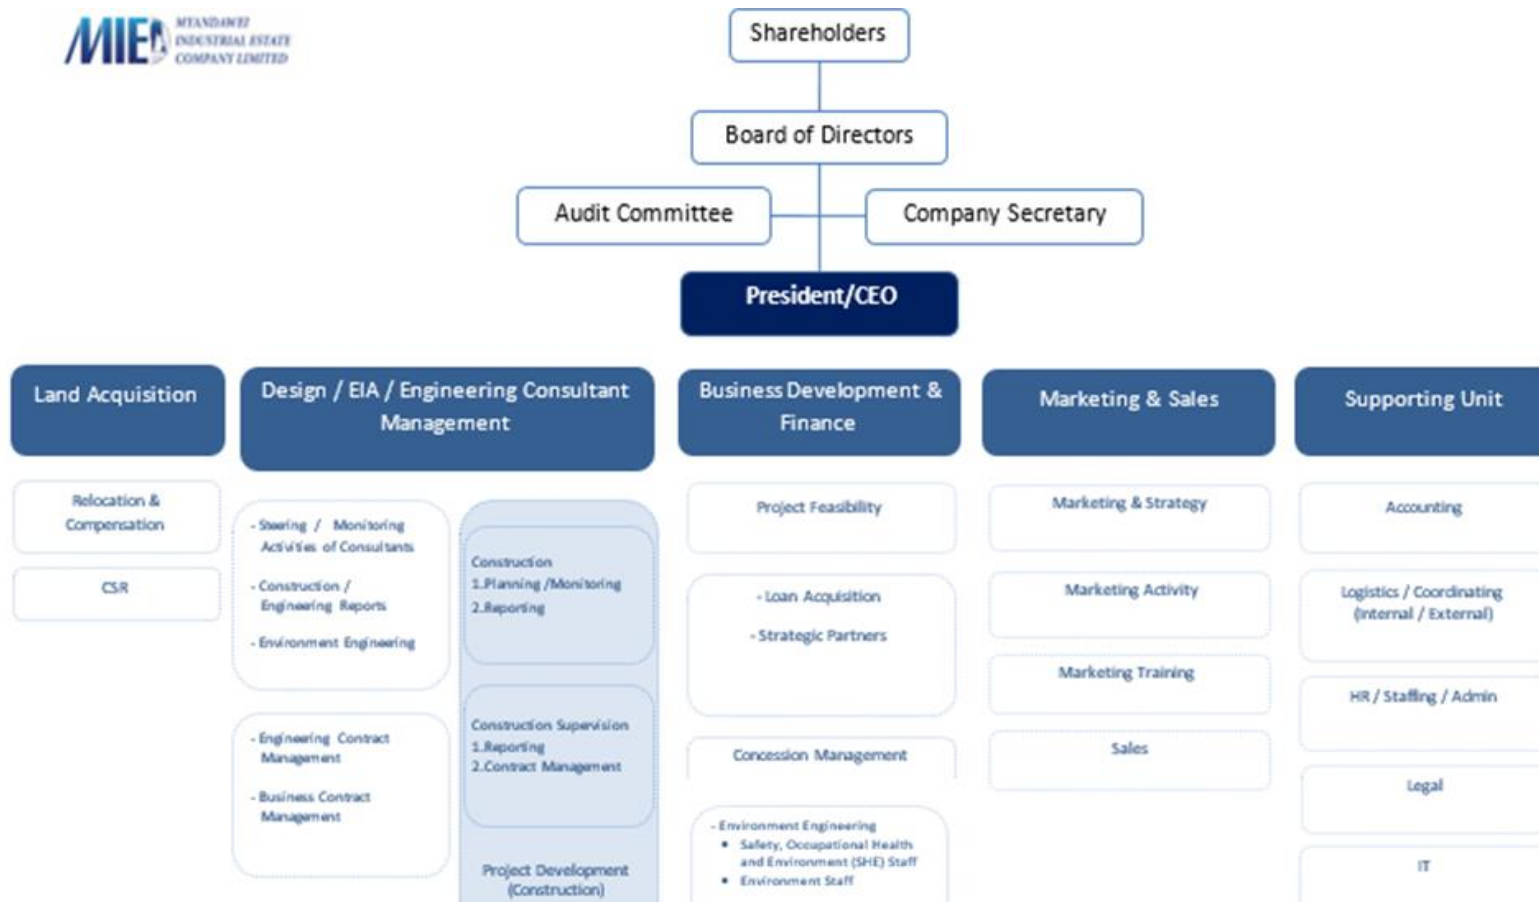 MIE
MYANDAWEI
INDUSTRIAL ESTATE
COMPANY LIMITED
Shareholders
Board of Directors
Audit Committee
Company Secretary
President/CEO
Land Acquisition
Relocation &
Compensation
CSR
Design / EIA / Engineering Consultant
Management
- Steering / Monitoring
Activities of Consultants
- Construction /
Engineering Reports
- Environment Engineering
- Engineering Contract
Management
- Business Contract
Management
Construction
1.Planning /Monitoring
2.Reporting
Construction Supervision
1.Reporting
2.Contract Management
Project Development
(Construction)
Business Development &
Finance
Project Feasibility
- Loan Acquisition
- Strategic Partners
Concession Management
- Environment Engineering
• Safety, Occupational Health
and Environment (SHE) Staff
• Environment Staff
Marketing & Sales
Marketing & Strategy
Marketing Activity
Marketing Training
Sales
Supporting Unit
Accounting
Logistics / Coordinating
(Internal / External)
HR / Staffing / Admin
Legal
IT